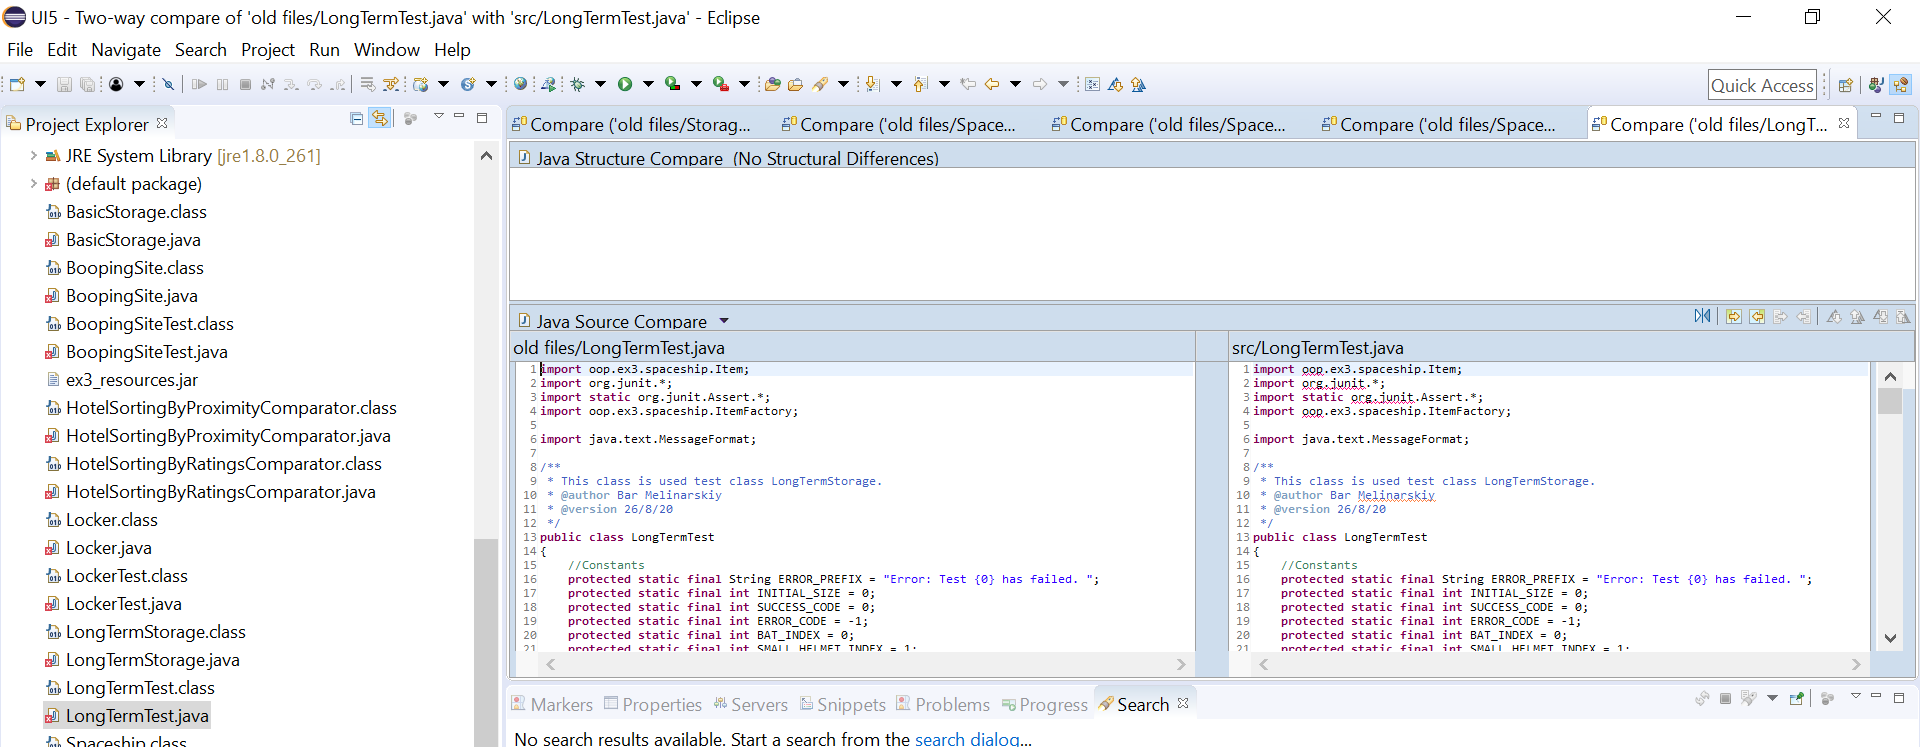 UI5 - Two-way compare of 'old files/LongTermTest.java' with 'src/LongTermTest.java' - Eclipse
File Edit Navigate Search Project Run Window Help
Quick Access
Project Explorer
JRE System Library [jre1.8.0_261]
(default package)
BasicStorage.class
BasicStorage.java
BoopingSite.class
BoopingSite.java
BoopingSiteTest.class
BoopingSiteTest.java
ex3_resources.jar
HotelSortingByProximityComparator.class
HotelSortingByProximityComparator.java
HotelSortingByRatingsComparator.class
HotelSortingByRatingsComparator.java
Locker.class
Locker.java
LockerTest.class
LockerTest.java
LongTermStorage.class
LongTermStorage.java
LongTermTest.class
LongTermTest.java
Spaceship.class
Compare ('old files/Storag... Compare ('old files/Space... Compare ('old files/Space... Compare ('old files/Space... Compare ('old files/LongT...
Java Structure Compare (No Structural Differences)
Java Source Compare
old files/LongTermTest.java
1 import oop.ex3.spaceship.Item;
2 import org.junit.*;
3 import static org.junit.Assert.*;
4 import oop.ex3.spaceship.ItemFactory;
5
6 import java.text.MessageFormat;
7
8 /**
9 * This class is used test class LongTermStorage.
10 * @author Bar Melinarskiy
11 * @version 26/8/20
12 */
13 public class LongTermTest
14 {
15 //Constants
16 protected static final String ERROR_PREFIX = "Error: Test {0} has failed. ";
17 protected static final int INITIAL_SIZE = 0;
18 protected static final int SUCCESS_CODE = 0;
19 protected static final int ERROR_CODE = -1;
20 protected static final int BAT_INDEX = 0;
21 protected static final int SMALL_HELMET_INDEX = 1;
src/LongTermTest.java
1 import oop.ex3.spaceship.Item;
2 import org.junit.*;
3 import static org.junit.Assert.*;
4 import oop.ex3.spaceship.ItemFactory;
5
6 import java.text.MessageFormat;
7
8 /**
9 * This class is used test class LongTermStorage.
10 * @author Bar Melinarskiy
11 * @version 26/8/20
12 */
13 public class LongTermTest
14 {
15 //Constants
16 protected static final String ERROR_PREFIX = "Error: Test {0} has failed. ";
17 protected static final int INITIAL_SIZE = 0;
18 protected static final int SUCCESS_CODE = 0;
19 protected static final int ERROR_CODE = -1;
20 protected static final int BAT_INDEX = 0;
21 protected static final int SMALL_HELMET_INDEX = 1;
Markers Properties Servers Snippets Problems Progress Search
No search results available. Start a search from the search dialog...